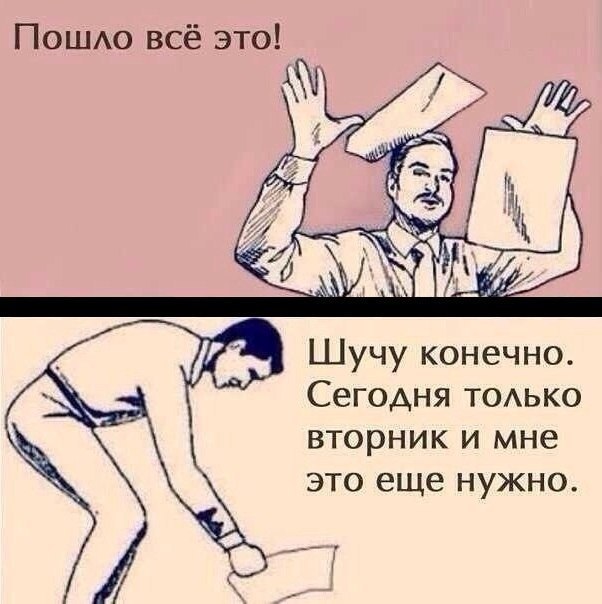 Пошло всё это!
Шучу конечно.
Сегодня только
вторник и мне
это еще нужно.